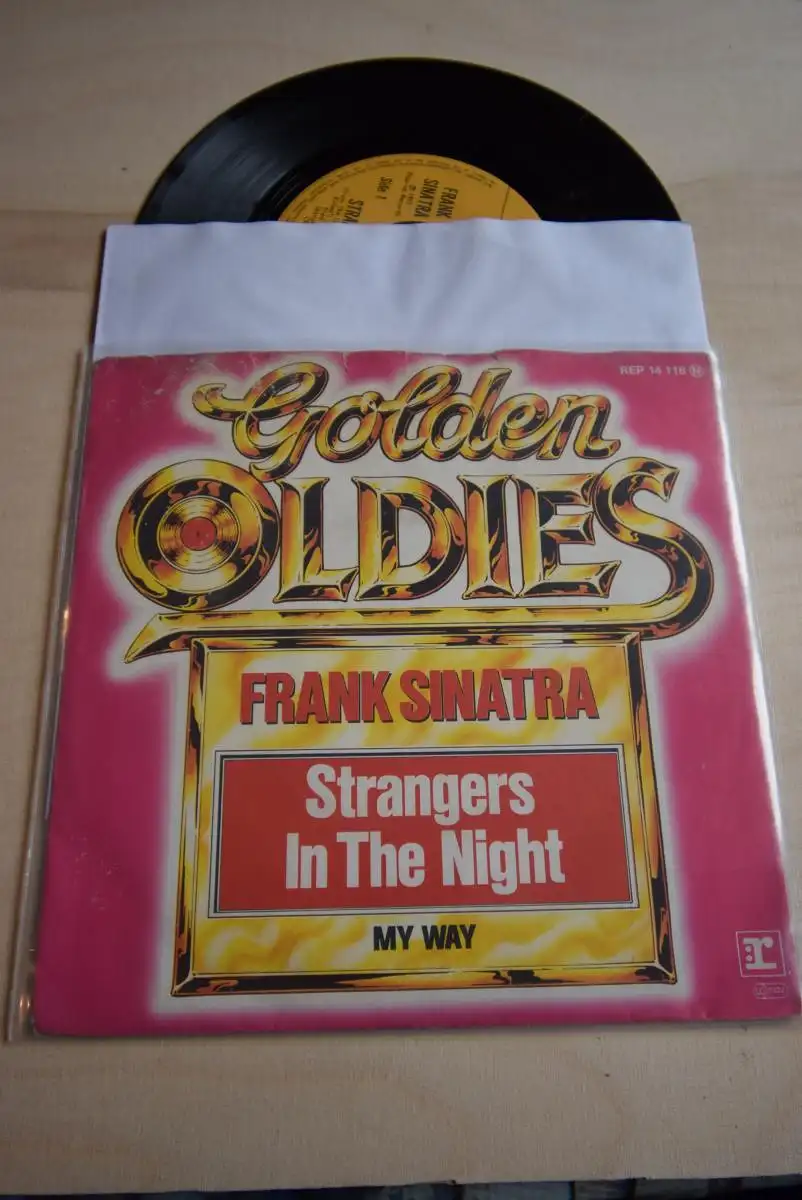 FRANK
SINATRA
Side 1
REP 14 118 N
Golden
OLDIES
FRANK SINATRA
Strangers
In The Night
MY WAY
r